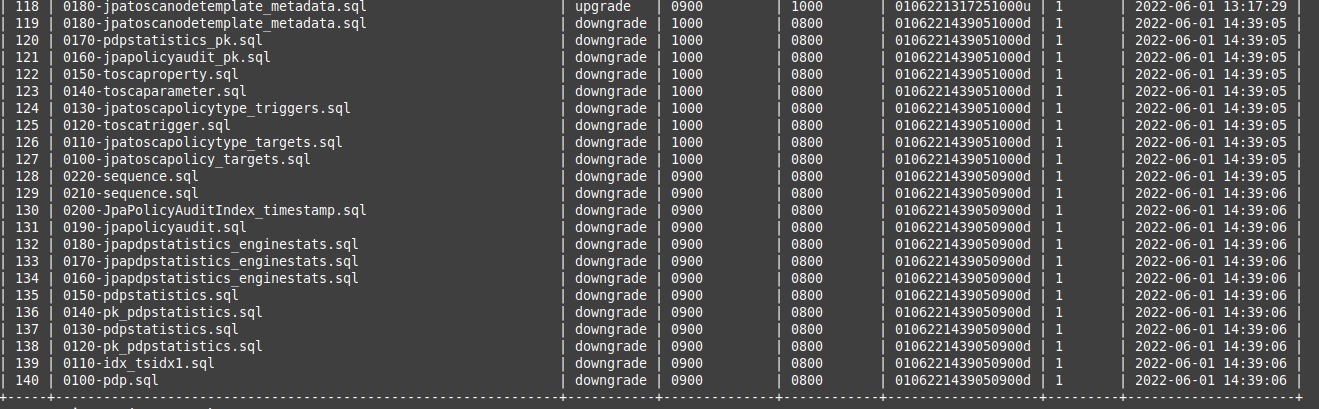 | 118 | 0180-jpatoscanodetemplate_metadata.sql | upgrade | 0900 | 1000 | 0106221317251000u | 1 | 2022-06-01 13:17:29 |
| 119 | 0180-jpatoscanodetemplate_metadata.sql | downgrade | 1000 | 0800 | 0106221439051000d | 1 | 2022-06-01 14:39:05 |
| 120 | 0170-pdpstatistics_pk.sql | downgrade | 1000 | 0800 | 0106221439051000d | 1 | 2022-06-01 14:39:05 |
| 121 | 0160-jpapolicyaudit_pk.sql | downgrade | 1000 | 0800 | 0106221439051000d | 1 | 2022-06-01 14:39:05 |
| 122 | 0150-toscaproperty.sql | downgrade | 1000 | 0800 | 0106221439051000d | 1 | 2022-06-01 14:39:05 |
| 123 | 0140-toscaparameter.sql | downgrade | 1000 | 0800 | 0106221439051000d | 1 | 2022-06-01 14:39:05 |
| 124 | 0130-jpatoscapolicytype_triggers.sql | downgrade | 1000 | 0800 | 0106221439051000d | 1 | 2022-06-01 14:39:05 |
| 125 | 0120-toscatrigger.sql | downgrade | 1000 | 0800 | 0106221439051000d | 1 | 2022-06-01 14:39:05 |
| 126 | 0110-jpatoscapolicytype_targets.sql | downgrade | 1000 | 0800 | 0106221439051000d | 1 | 2022-06-01 14:39:05 |
| 127 | 0100-jpatoscapolicy_targets.sql | downgrade | 1000 | 0800 | 0106221439051000d | 1 | 2022-06-01 14:39:05 |
| 128 | 0220-sequence.sql | downgrade | 0900 | 0800 | 0106221439050900d | 1 | 2022-06-01 14:39:05 |
| 129 | 0210-sequence.sql | downgrade | 0900 | 0800 | 0106221439050900d | 1 | 2022-06-01 14:39:06 |
| 130 | 0200-JpaPolicyAuditIndex_timestamp.sql | downgrade | 0900 | 0800 | 0106221439050900d | 1 | 2022-06-01 14:39:06 |
| 131 | 0190-jpapolicyaudit.sql | downgrade | 0900 | 0800 | 0106221439050900d | 1 | 2022-06-01 14:39:06 |
| 132 | 0180-jpapdpstatistics_enginestats.sql | downgrade | 0900 | 0800 | 0106221439050900d | 1 | 2022-06-01 14:39:06 |
| 133 | 0170-jpapdpstatistics_enginestats.sql | downgrade | 0900 | 0800 | 0106221439050900d | 1 | 2022-06-01 14:39:06 |
| 134 | 0160-jpapdpstatistics_enginestats.sql | downgrade | 0900 | 0800 | 0106221439050900d | 1 | 2022-06-01 14:39:06 |
| 135 | 0150-pdpstatistics.sql | downgrade | 0900 | 0800 | 0106221439050900d | 1 | 2022-06-01 14:39:06 |
| 136 | 0140-pk_pdpstatistics.sql | downgrade | 0900 | 0800 | 0106221439050900d | 1 | 2022-06-01 14:39:06 |
| 137 | 0130-pdpstatistics.sql | downgrade | 0900 | 0800 | 0106221439050900d | 1 | 2022-06-01 14:39:06 |
| 138 | 0120-pk_pdpstatistics.sql | downgrade | 0900 | 0800 | 0106221439050900d | 1 | 2022-06-01 14:39:06 |
| 139 | 0110-idx_tsidx1.sql | downgrade | 0900 | 0800 | 0106221439050900d | 1 | 2022-06-01 14:39:06 |
| 140 | 0100-pdp.sql | downgrade | 0900 | 0800 | 0106221439050900d | 1 | 2022-06-01 14:39:06 |